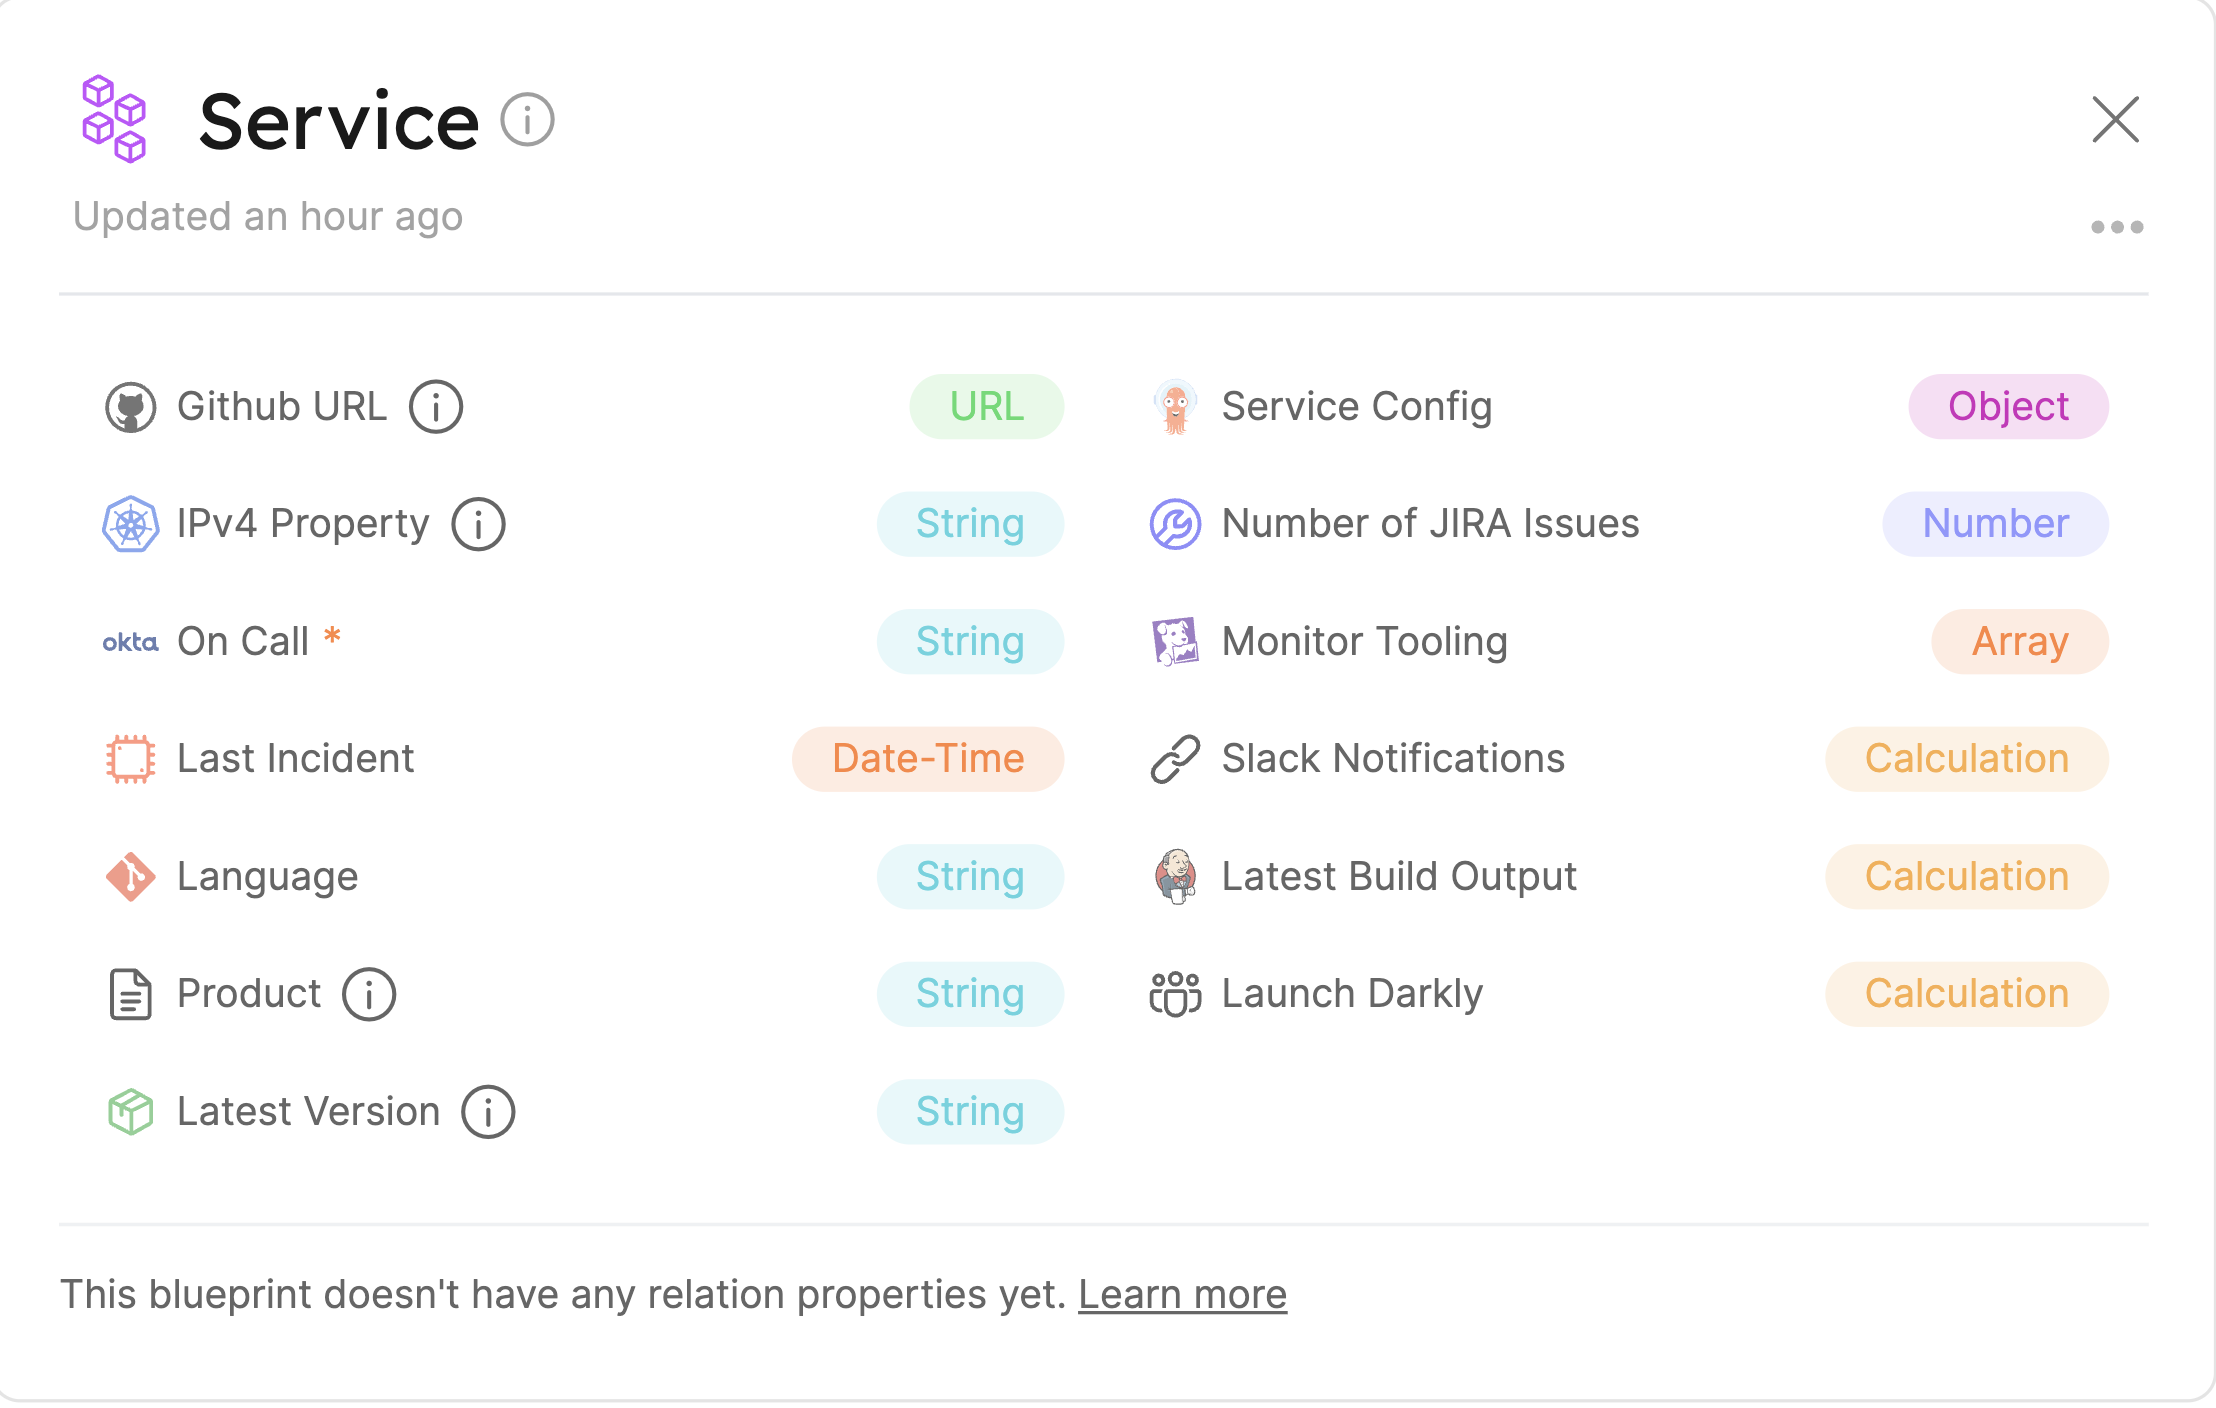 Service
Updated an hour ago
Github URL URL
IPv4 Property String
okta On Call * String
Last Incident Date-Time
Language String
Product String
Latest Version String
Service Config Object
Number of JIRA Issues Number
Monitor Tooling Array
Slack Notifications Calculation
Latest Build Output Calculation
Launch Darkly Calculation
This blueprint doesn't have any relation properties yet. Learn more